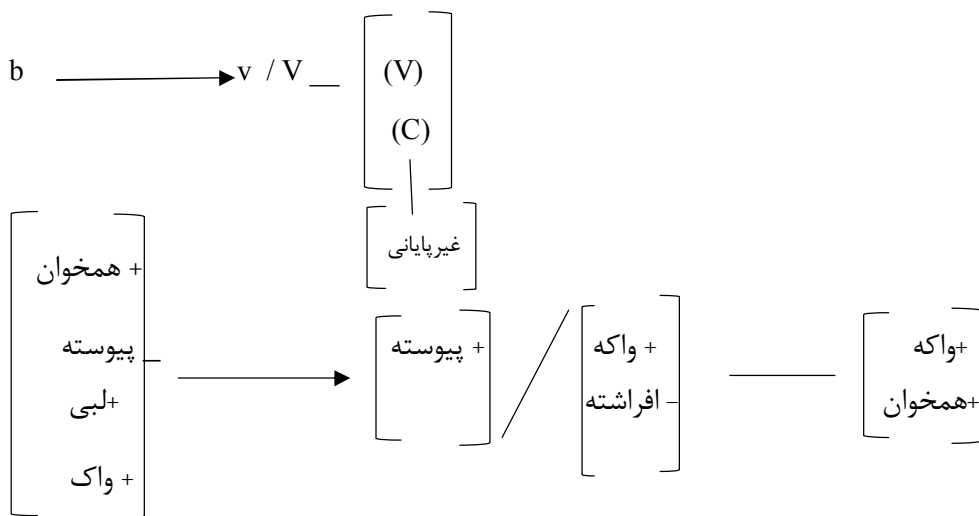 b ⟶ v / V __ (V)
(C)
غیرپایانی
+ همخوان
+ پیوسته
+ واکه
+واکه
پیوسته –
– افراشته
+همخوان
+لبی
+ واک